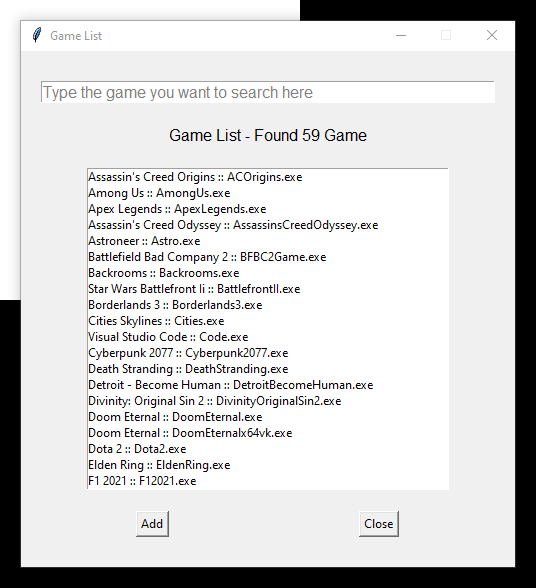 Game List
Type the game you want to search here
Game List - Found 59 Game
Assassin's Creed Origins :: ACOrigins.exe
Among Us :: AmongUs.exe
Apex Legends :: ApexLegends.exe
Assassin's Creed Odyssey :: AssassinsCreedOdyssey.exe
Astroneer :: Astro.exe
Battlefield Bad Company 2 :: BFBC2Game.exe
Backrooms :: Backrooms.exe
Star Wars Battlefront Ii :: BattlefrontII.exe
Borderlands 3 :: Borderlands3.exe
Cities Skylines :: Cities.exe
Visual Studio Code :: Code.exe
Cyberpunk 2077 :: Cyberpunk2077.exe
Death Stranding :: DeathStranding.exe
Detroit - Become Human :: DetroitBecomeHuman.exe
Divinity: Original Sin 2 :: DivinityOriginalSin2.exe
Doom Eternal :: DoomEternal.exe
Doom Eternal :: DoomEternalx64vk.exe
Dota 2 :: Dota2.exe
Elden Ring :: EldenRing.exe
F1 2021 :: F12021.exe
Add
Close